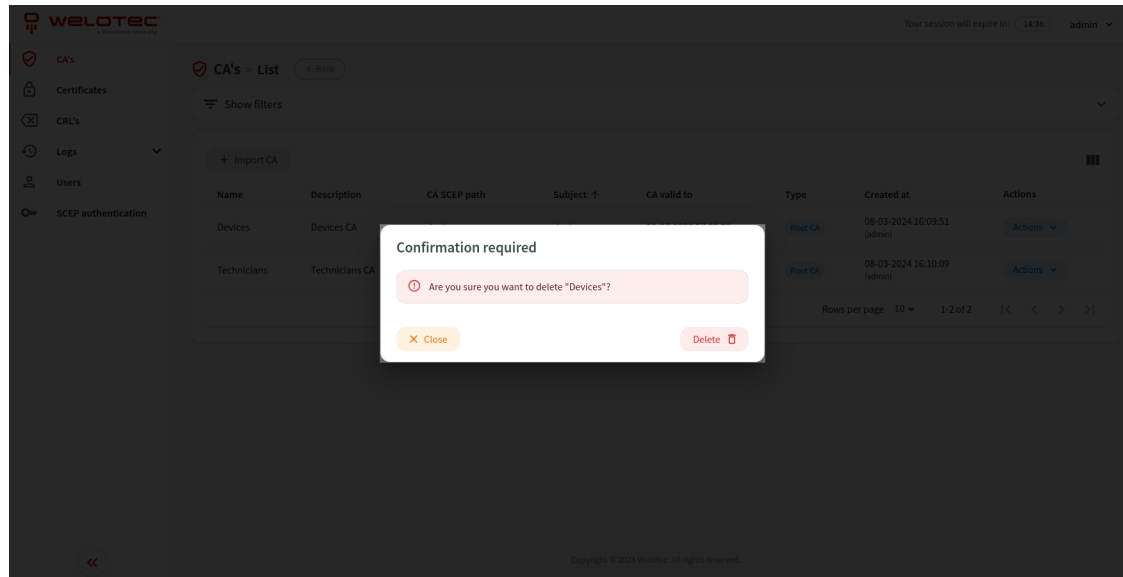 WELOTEC
Your session will expire in: 14:36 admin
CA's
Certificates
CRL's
Logs
Users
SCEP authentication
CA's - List < Back
Show filters
+ Import CA
Name Description CA SCEP path Subject ↑ CA valid to Type Created at Actions
Devices Devices CA Root CA 08-03-2024 16:09:51 (admin) Actions
Technicians Technicians CA Root CA 08-03-2024 16:10:09 (admin) Actions
Rows per page 10 1-2 of 2
Confirmation required
Are you sure you want to delete "Devices"?
Close
Delete
Copyright © 2024 Welotec. All rights reserved.